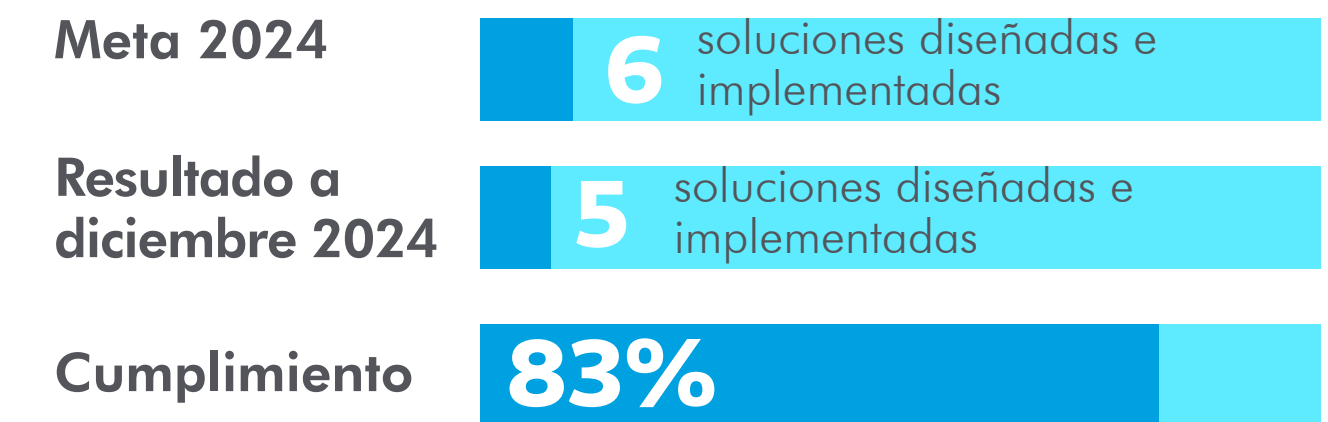 Meta 2024
6
soluciones diseñadas e
implementadas
Resultado a
diciembre 2024
5
soluciones diseñadas e
implementadas
Cumplimiento
83%